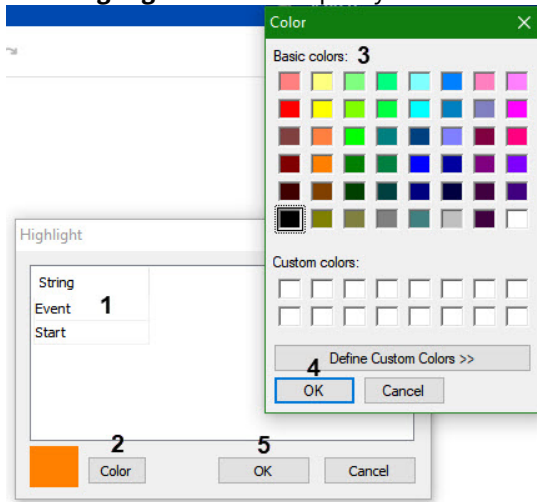 Color
Basic colors: 3
Highlight
String
Event 1
Start
Custom colors:
Define Custom Colors >>
4
OK Cancel
2 5
Color OK Cancel